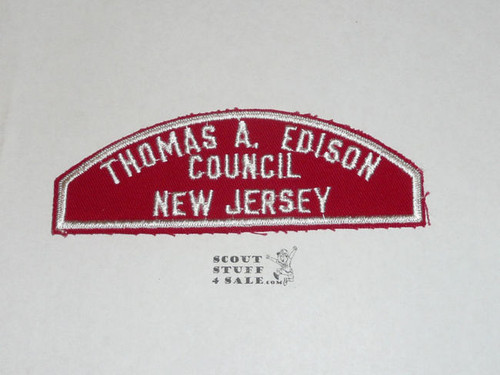 THOMAS A. EDISON
COUNCIL
NEW JERSEY
SCOUT
STUFF
4 SALE.COM